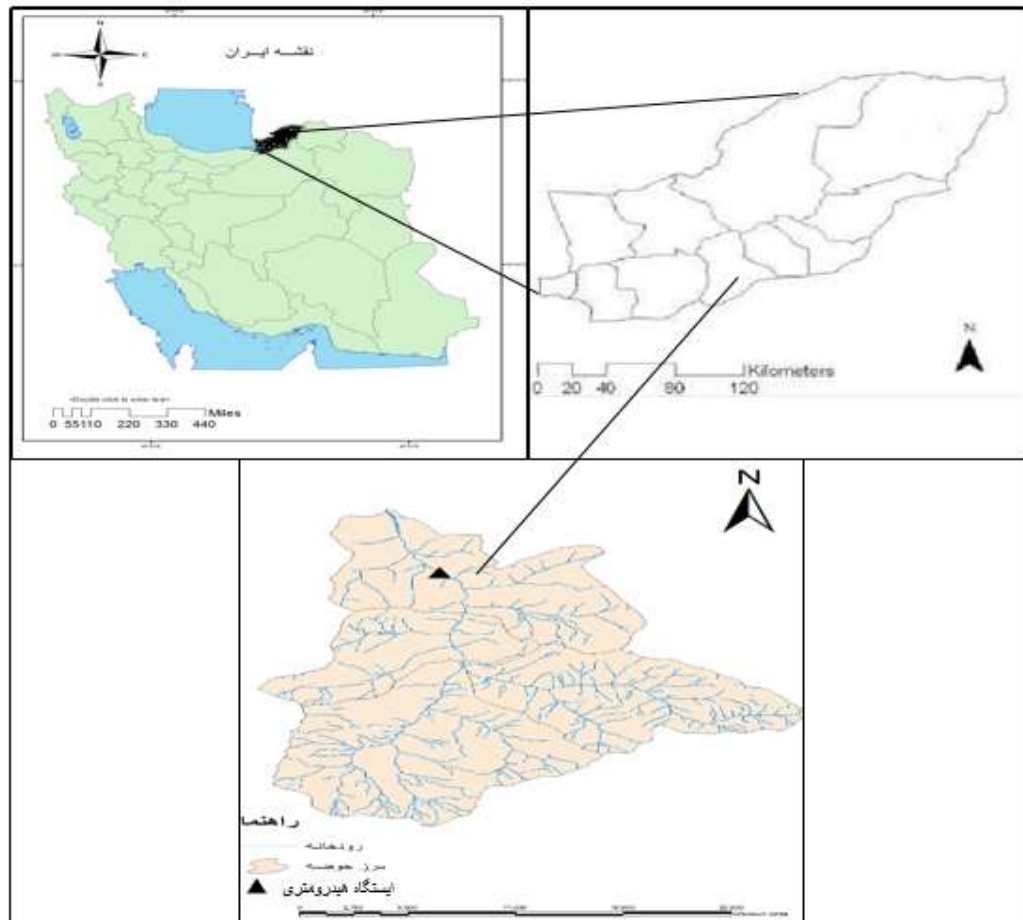 نقشه ایران
N
Miles
0 55110 220 330 440
Kilometers
0 20 40 80 120
N
راهنما
رودخانه
مرز حوضه
ایستگاه هیدرومتری